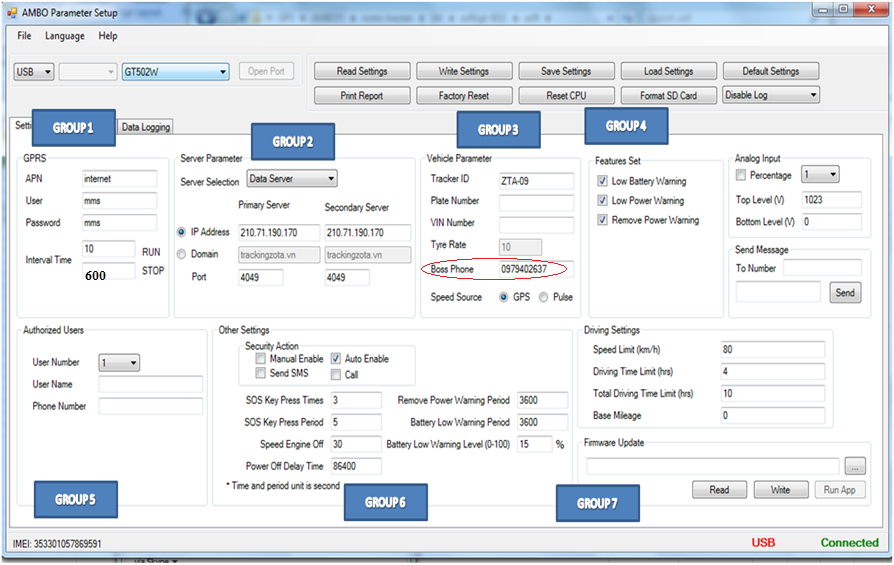 AMBO Parameter Setup
File Language Help
USB GT502W Open Port
Read Settings Write Settings Save Settings Load Settings Default Settings
Print Report Factory Reset Reset CPU Format SD Card Disable Log
Data Logging
GROUP1
GROUP2
GROUP3
GROUP4
GPRS
APN internet
User mms
Password mms
Interval Time 10 RUN
600 STOP
Server Parameter
Server Selection Data Server
Primary Server Secondary Server
IP Address 210.71.190.170 210.71.190.170
Domain trackingzota.vn trackingzota.vn
Port 4049 4049
Vehicle Parameter
Tracker ID ZTA-09
Plate Number
VIN Number
Tyre Rate 10
Boss Phone 0979402637
Speed Source GPS Pulse
Features Set
Low Battery Warning
Low Power Warning
Remove Power Warning
Analog Input
Percentage 1
Top Level (V) 1023
Bottom Level (V) 0
Send Message
To Number
Send
Authorized Users
User Number 1
User Name
Phone Number
GROUP5
Other Settings
Security Action
Manual Enable Auto Enable
Send SMS Call
SOS Key Press Times 3 Remove Power Warning Period 3600
SOS Key Press Period 5 Battery Low Warning Period 3600
Speed Engine Off 30 Battery Low Warning Level (0-100) 15 %
Power Off Delay Time 86400
* Time and period unit is second
GROUP6
Driving Settings
Speed Limit (km/h) 80
Driving Time Limit (hrs) 4
Total Driving Time Limit (hrs) 10
Base Mileage 0
Firmware Update
...
Read Write Run App
GROUP7
IMEI: 353301057869591 USB Connected
via Skype